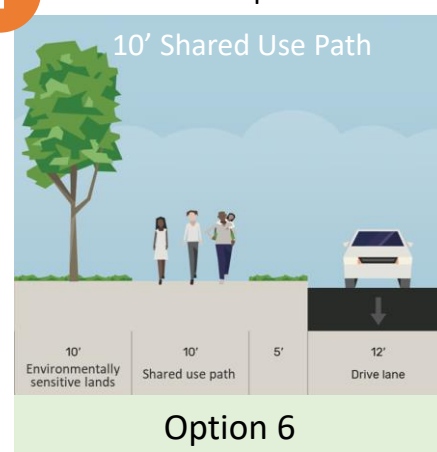 10’ Shared Use Path
10’
Environmentally
sensitive lands
10’
Shared use path
5’
12’
Drive lane
Option 6